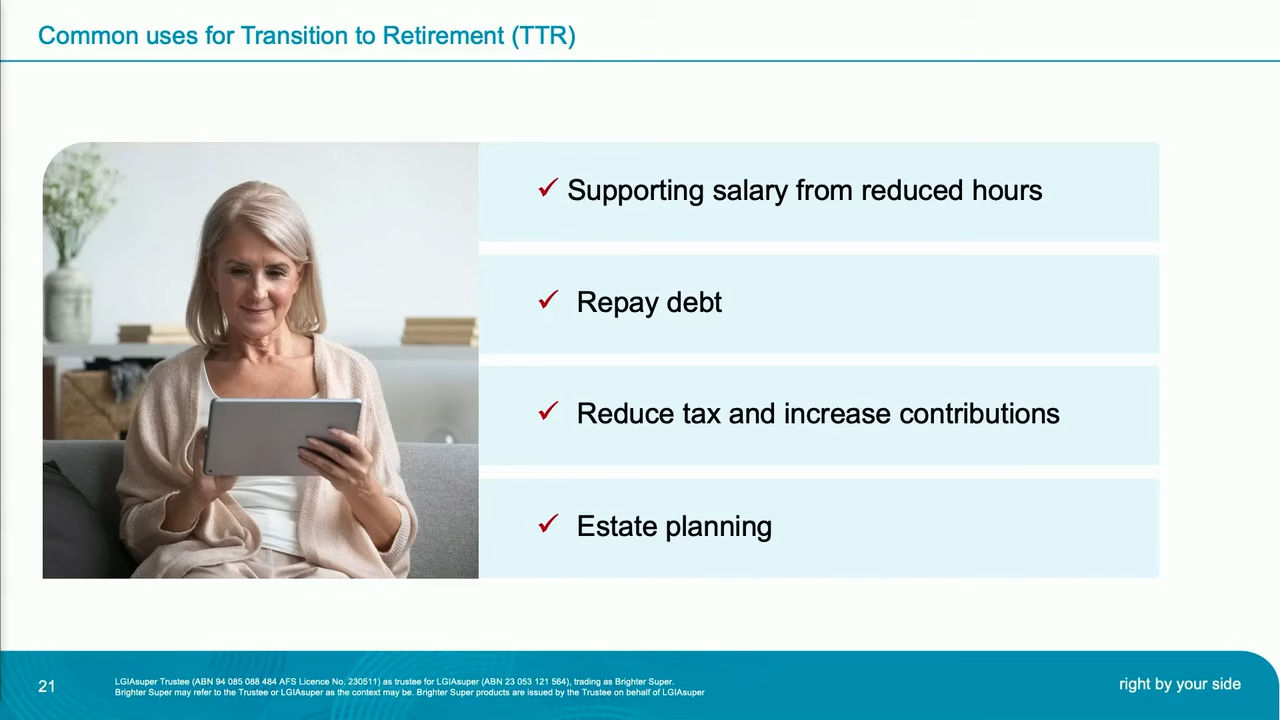 Common uses for Transition to Retirement (TTR)
✓ Supporting salary from reduced hours
✓ Repay debt
✓ Reduce tax and increase contributions
✓ Estate planning
21
LGIAsuper Trustee (ABN 94 085 088 484 AFS Licence No. 230511) as trustee for LGIAsuper (ABN 23 053 121 564), trading as Brighter Super.
Brighter Super may refer to the Trustee or LGIAsuper as the context may be. Brighter Super products are issued by the Trustee on behalf of LGIAsuper
right by your side